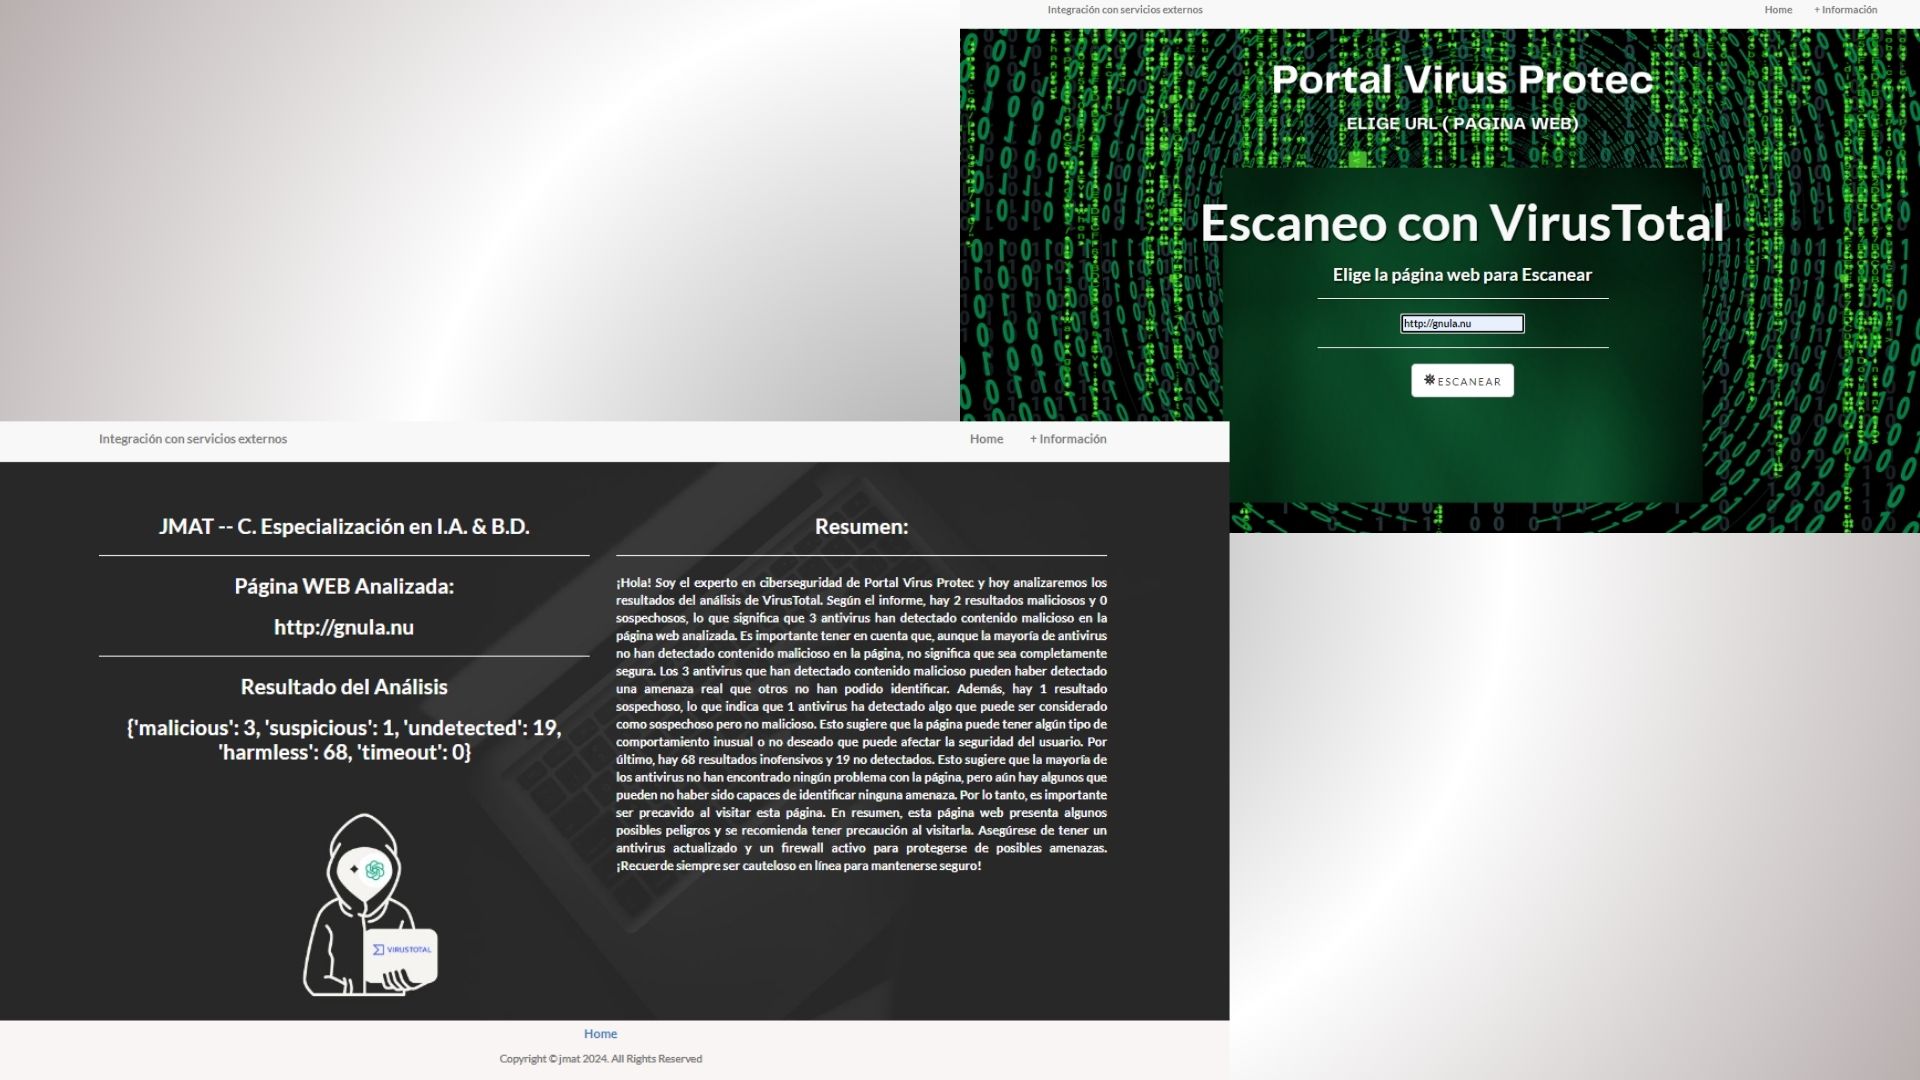 Integración con servicios externos
Home + Información
Portal Virus Protec
ELIGE URL ( PAGINA WEB)
Escaneo con VirusTotal
Elige la página web para Escanear
http://gnula.nu
ESCANEAR
Integración con servicios externos
Home + Información
JMAT -- C. Especialización en I.A. & B.D.
Página WEB Analizada:
http://gnula.nu
Resultado del Análisis
{'malicious': 3, 'suspicious': 1, 'undetected': 19,
'harmless': 68, 'timeout': 0}
VIRUSTOTAL
Resumen:
¡Hola! Soy el experto en ciberseguridad de Portal Virus Protec y hoy analizaremos los
resultados del análisis de VirusTotal. Según el informe, hay 2 resultados maliciosos y 0
sospechosos, lo que significa que 3 antivirus han detectado contenido malicioso en la
página web analizada. Es importante tener en cuenta que, aunque la mayoría de antivirus
no han detectado contenido malicioso en la página, no significa que sea completamente
segura. Los 3 antivirus que han detectado contenido malicioso pueden haber detectado
una amenaza real que otros no han podido identificar. Además, hay 1 resultado
sospechoso, lo que indica que 1 antivirus ha detectado algo que puede ser considerado
como sospechoso pero no malicioso. Esto sugiere que la página puede tener algún tipo de
comportamiento inusual o no deseado que puede afectar la seguridad del usuario. Por
último, hay 68 resultados inofensivos y 19 no detectados. Esto sugiere que la mayoría de
los antivirus no han encontrado ningún problema con la página, pero aún hay algunos que
pueden no haber sido capaces de identificar ninguna amenaza. Por lo tanto, es importante
ser precavido al visitar esta página. En resumen, esta página web presenta algunos
posibles peligros y se recomienda tener precaución al visitarla. Asegúrese de tener un
antivirus actualizado y un firewall activo para protegerse de posibles amenazas.
¡Recuerde siempre ser cauteloso en línea para mantenerse seguro!
Home
Copyright © jmat 2024. All Rights Reserved